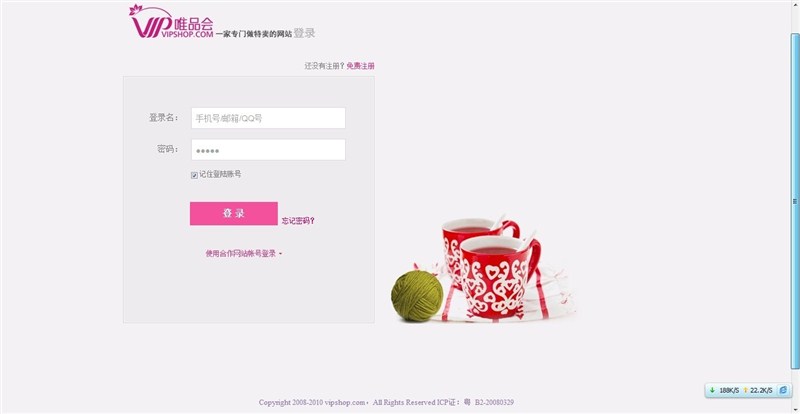 VIP唯品会
VIPSHOP.COM 一家专门做特卖的网站 登录
还没有注册? 免费注册
登录名: 手机号/邮箱/QQ号
密码: ●●●●●
记住登陆账号
登 录 忘记密码?
使用合作网站账号登录
188K/S 22.2K/S
Copyright 2008-2010 vipshop.com, All Rights Reserved ICP证: 粤 B2-20080329